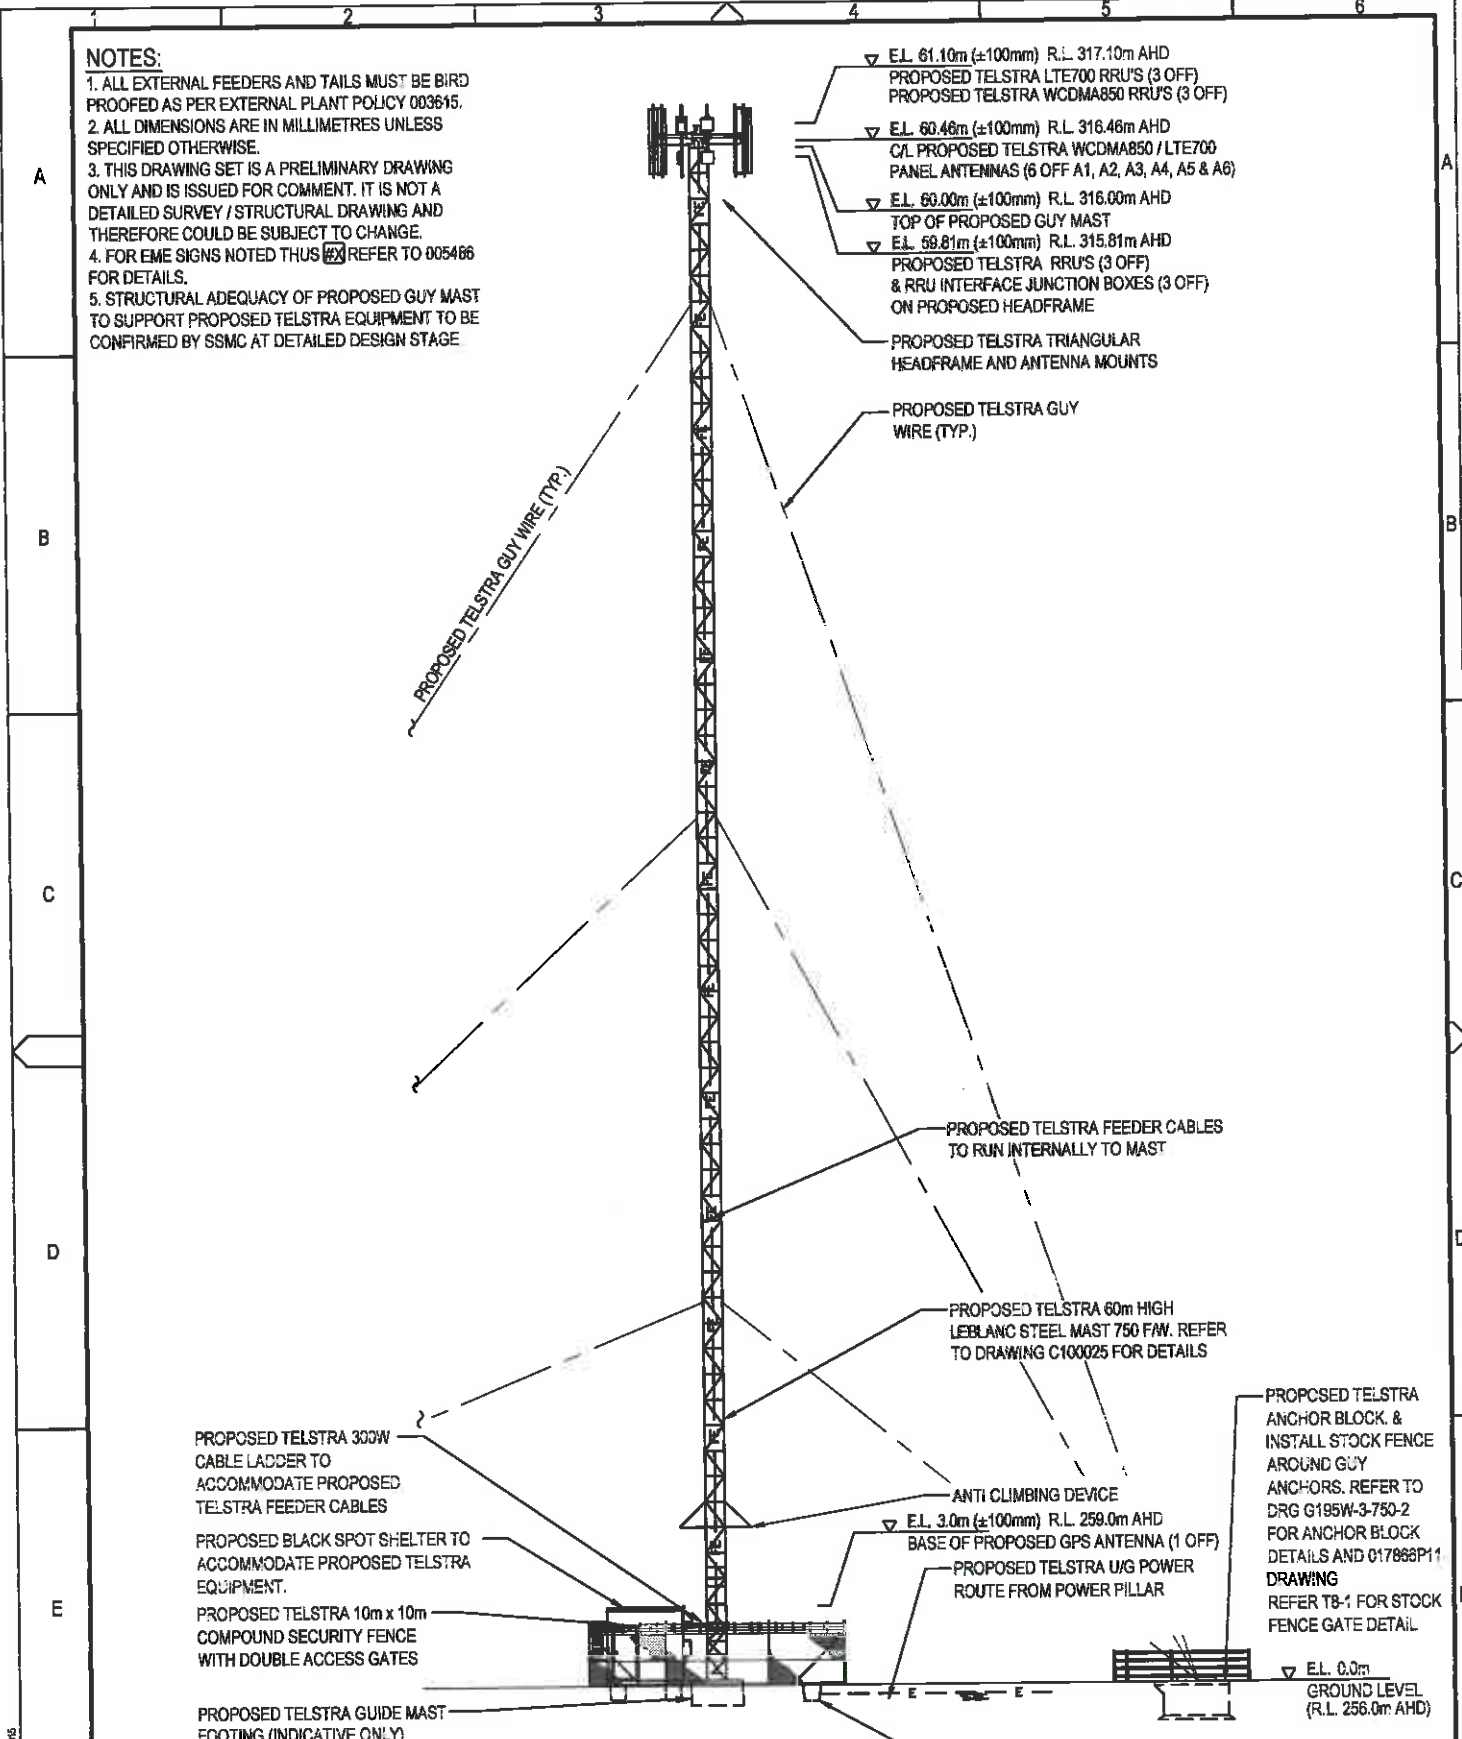 1 2 3 4 5 6
A
B
C
D
E
A
B
C
D
NOTES:
1. ALL EXTERNAL FEEDERS AND TAILS MUST BE BIRD
PROOFED AS PER EXTERNAL PLANT POLICY 003615.
2. ALL DIMENSIONS ARE IN MILLIMETRES UNLESS
SPECIFIED OTHERWISE.
3. THIS DRAWING SET IS A PRELIMINARY DRAWING
ONLY AND IS ISSUED FOR COMMENT. IT IS NOT A
DETAILED SURVEY / STRUCTURAL DRAWING AND
THEREFORE COULD BE SUBJECT TO CHANGE.
4. FOR EME SIGNS NOTED THUS #X REFER TO 005486
FOR DETAILS.
5. STRUCTURAL ADEQUACY OF PROPOSED GUY MAST
TO SUPPORT PROPOSED TELSTRA EQUIPMENT TO BE
CONFIRMED BY SSMC AT DETAILED DESIGN STAGE
E.L. 61.10m (±100mm) R.L. 317.10m AHD
PROPOSED TELSTRA LTE700 RRU'S (3 OFF)
PROPOSED TELSTRA WCDMA850 RRU'S (3 OFF)
E.L. 60.46m (±100mm) R.L. 316.46m AHD
C/L PROPOSED TELSTRA WCDMA850 / LTE700
PANEL ANTENNAS (6 OFF A1, A2, A3, A4, A5 & A6)
E.L. 60.00m (±100mm) R.L. 316.00m AHD
TOP OF PROPOSED GUY MAST
E.L. 59.81m (±100mm) R.L. 315.81m AHD
PROPOSED TELSTRA RRU'S (3 OFF)
& RRU INTERFACE JUNCTION BOXES (3 OFF)
ON PROPOSED HEADFRAME
PROPOSED TELSTRA TRIANGULAR
HEADFRAME AND ANTENNA MOUNTS
PROPOSED TELSTRA GUY
WIRE (TYP.)
PROPOSED TELSTRA GUY WIRE (TYP.)
PROPOSED TELSTRA FEEDER CABLES
TO RUN INTERNALLY TO MAST
PROPOSED TELSTRA 60m HIGH
LEBLANC STEEL MAST 750 F/W. REFER
TO DRAWING C100025 FOR DETAILS
PROPOSED TELSTRA
ANCHOR BLOCK. &
INSTALL STOCK FENCE
AROUND GUY
ANCHORS. REFER TO
DRG G195W-3-750-2
FOR ANCHOR BLOCK
DETAILS AND 017866P11
DRAWING
REFER T8-1 FOR STOCK
FENCE GATE DETAIL
PROPOSED TELSTRA 300W
CABLE LADDER TO
ACCOMMODATE PROPOSED
TELSTRA FEEDER CABLES
ANTI CLIMBING DEVICE
E.L. 3.0m (±100mm) R.L. 259.0m AHD
BASE OF PROPOSED GPS ANTENNA (1 OFF)
PROPOSED BLACK SPOT SHELTER TO
ACCOMMODATE PROPOSED TELSTRA
EQUIPMENT.
PROPOSED TELSTRA U/G POWER
ROUTE FROM POWER PILLAR
PROPOSED TELSTRA 10m x 10m
COMPOUND SECURITY FENCE
WITH DOUBLE ACCESS GATES
E E
E.L. 0.0m
GROUND LEVEL
(R.L. 256.0m AHD)
PROPOSED TELSTRA GUIDE MAST
FOOTING (INDICATIVE ONLY)